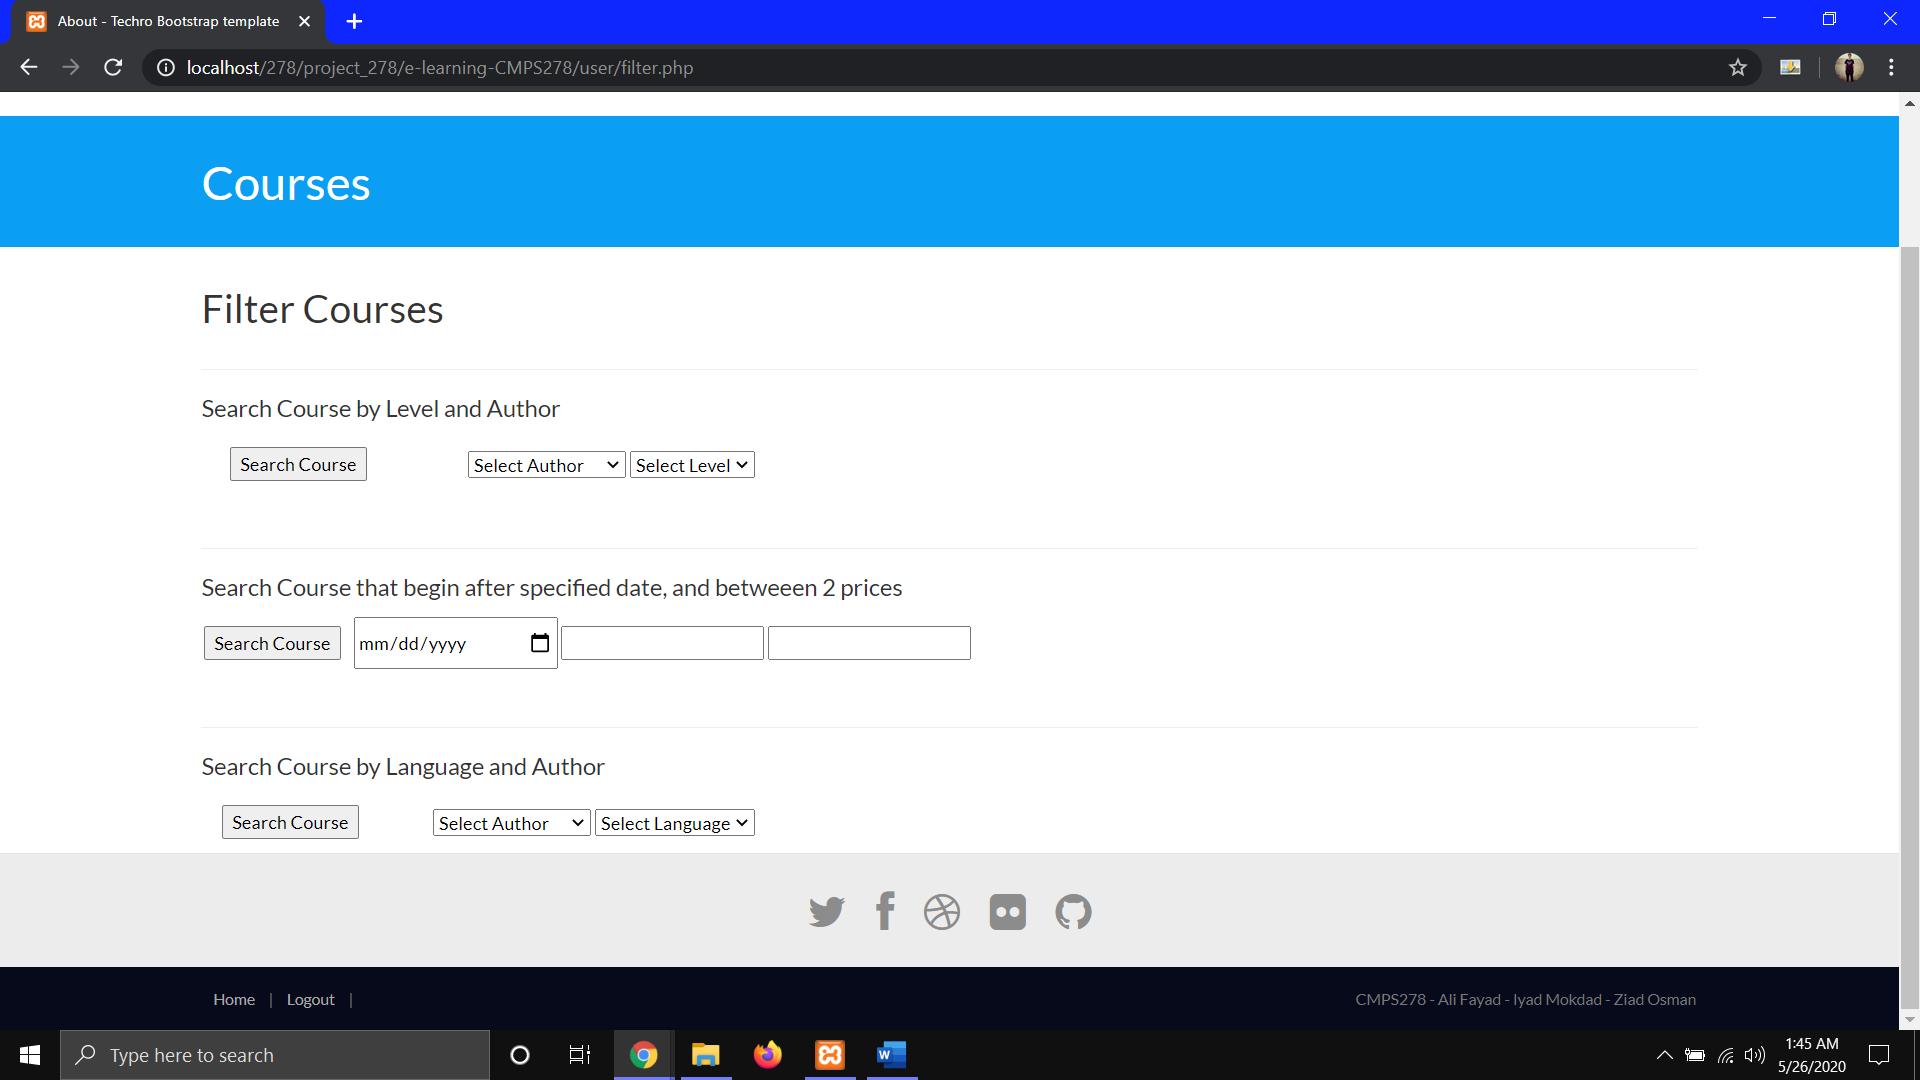 About - Techro Bootstrap template
localhost/278/project_278/e-learning-CMPS278/user/filter.php
Courses
Filter Courses
Search Course by Level and Author
Search Course Select Author Select Level
Search Course that begin after specified date, and betweeen 2 prices
Search Course mm/dd/yyyy
Search Course by Language and Author
Search Course Select Author Select Language
Home | Logout | CMPS278 - Ali Fayad - Iyad Mokdad - Ziad Osman
Type here to search
1:45 AM
5/26/2020